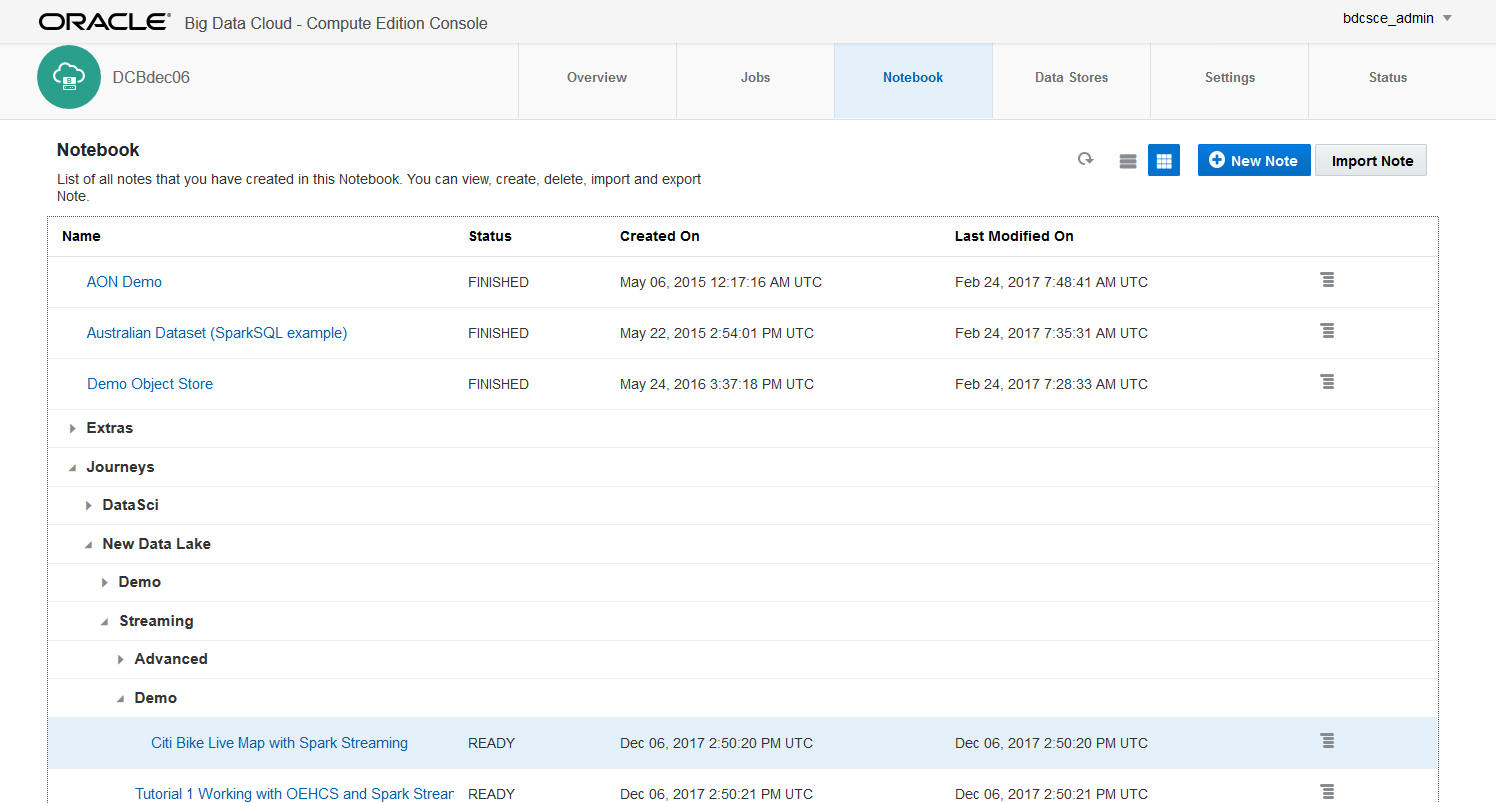 ORACLE Big Data Cloud - Compute Edition Console bdcsce_admin
DCBdec06 Overview Jobs Notebook Data Stores Settings Status
Notebook
New Note Import Note
List of all notes that you have created in this Notebook. You can view, create, delete, import and export
Note.
Name Status Created On Last Modified On
AON Demo FINISHED May 06, 2015 12:17:16 AM UTC Feb 24, 2017 7:48:41 AM UTC
Australian Dataset (SparkSQL example) FINISHED May 22, 2015 2:54:01 PM UTC Feb 24, 2017 7:35:31 AM UTC
Demo Object Store FINISHED May 24, 2016 3:37:18 PM UTC Feb 24, 2017 7:28:33 AM UTC
Extras
Journeys
DataSci
New Data Lake
Demo
Streaming
Advanced
Demo
Citi Bike Live Map with Spark Streaming READY Dec 06, 2017 2:50:20 PM UTC Dec 06, 2017 2:50:20 PM UTC
Tutorial 1 Working with OEHCS and Spark Strear READY Dec 06, 2017 2:50:21 PM UTC Dec 06, 2017 2:50:21 PM UTC